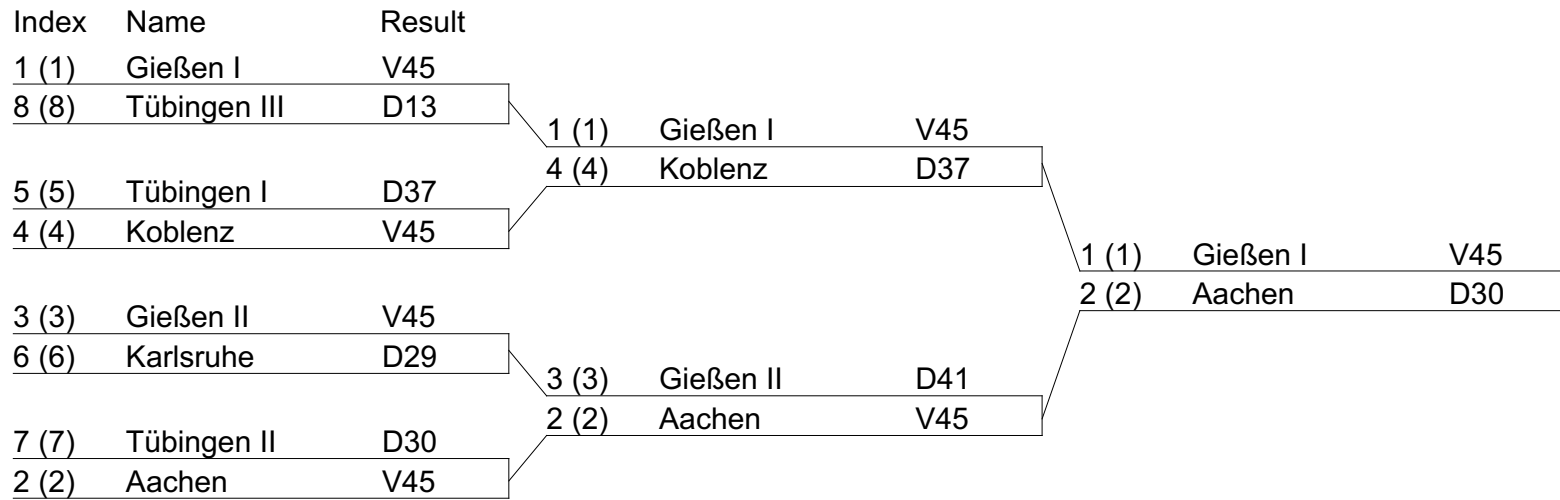 Index Name Result
1 (1) Gießen I V45
8 (8) Tübingen III D13
5 (5) Tübingen I D37
4 (4) Koblenz V45
3 (3) Gießen II V45
6 (6) Karlsruhe D29
7 (7) Tübingen II D30
2 (2) Aachen V45
1 (1) Gießen I V45
4 (4) Koblenz D37
3 (3) Gießen II D41
2 (2) Aachen V45
1 (1) Gießen I V45
2 (2) Aachen D30